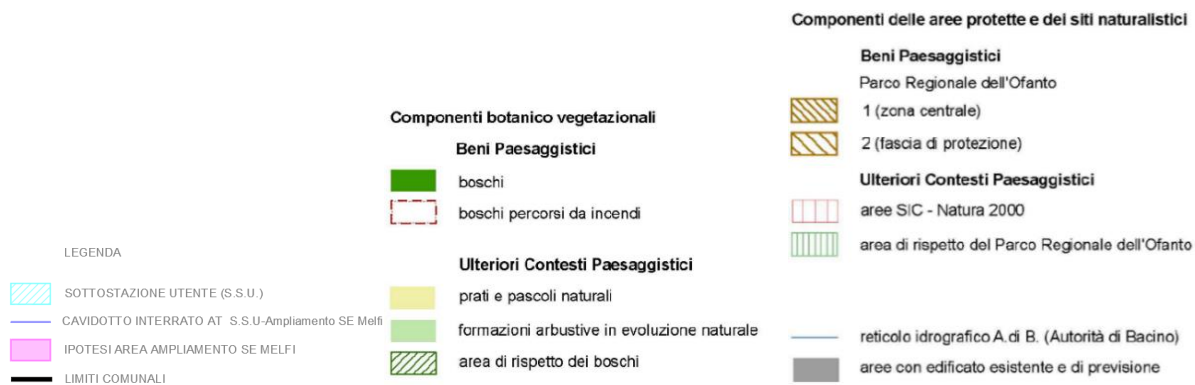 LEGENDA
SOTTOSTAZIONE UTENTE (S.S.U.)
CAVIDOTTO INTERRATO AT S.S.U-Ampliamento SE Melfi
IPOTESI AREA AMPLIAMENTO SE MELFI
LIMITI COMUNALI
Componenti botanico vegetazionali
Beni Paesaggistici
boschi
boschi percorsi da incendi
Ulteriori Contesti Paesaggistici
prati e pascoli naturali
formazioni arbustive in evoluzione naturale
area di rispetto dei boschi
Componenti delle aree protette e dei siti naturalistici
Beni Paesaggistici
Parco Regionale dell'Ofanto
1 (zona centrale)
2 (fascia di protezione)
Ulteriori Contesti Paesaggistici
aree SIC - Natura 2000
area di rispetto del Parco Regionale dell'Ofanto
reticolo idrografico A.di B. (Autorità di Bacino)
aree con edificato esistente e di previsione